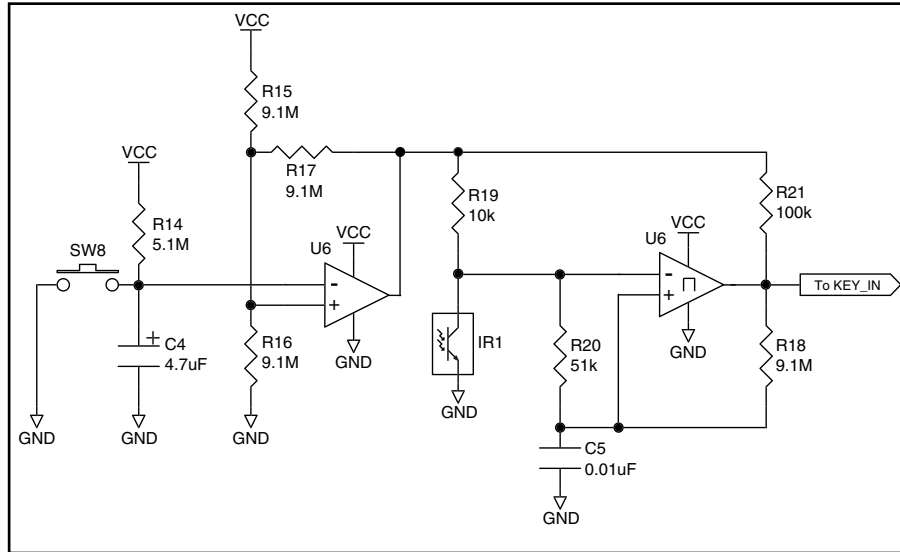 VCC
R15
9.1M
R17
9.1M
VCC
R14
5.1M
SW8
C4
4.7uF
GND
GND
R16
9.1M
GND
U6
VCC
-
+
GND
R19
10k
IR1
GND
R20
51k
C5
0.01uF
GND
U6
VCC
-
+
GND
R21
100k
To KEY_IN
R18
9.1M
+